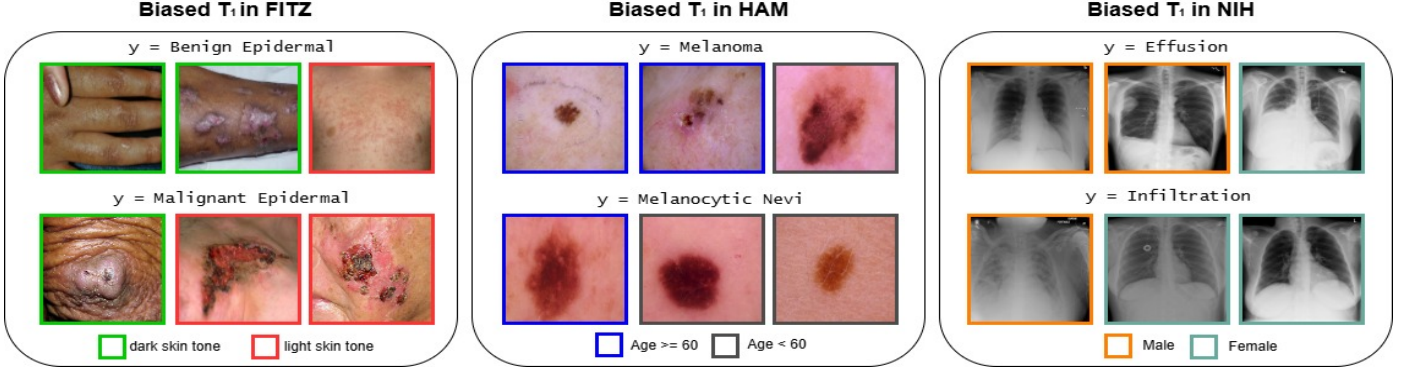 Biased T₁ in FITZ
y = Benign Epidermal
y = Malignant Epidermal
dark skin tone
light skin tone
Biased T₁ in HAM
y = Melanoma
y = Melanocytic Nevi
Age >= 60
Age < 60
Biased T₁ in NIH
y = Effusion
y = Infiltration
Male
Female